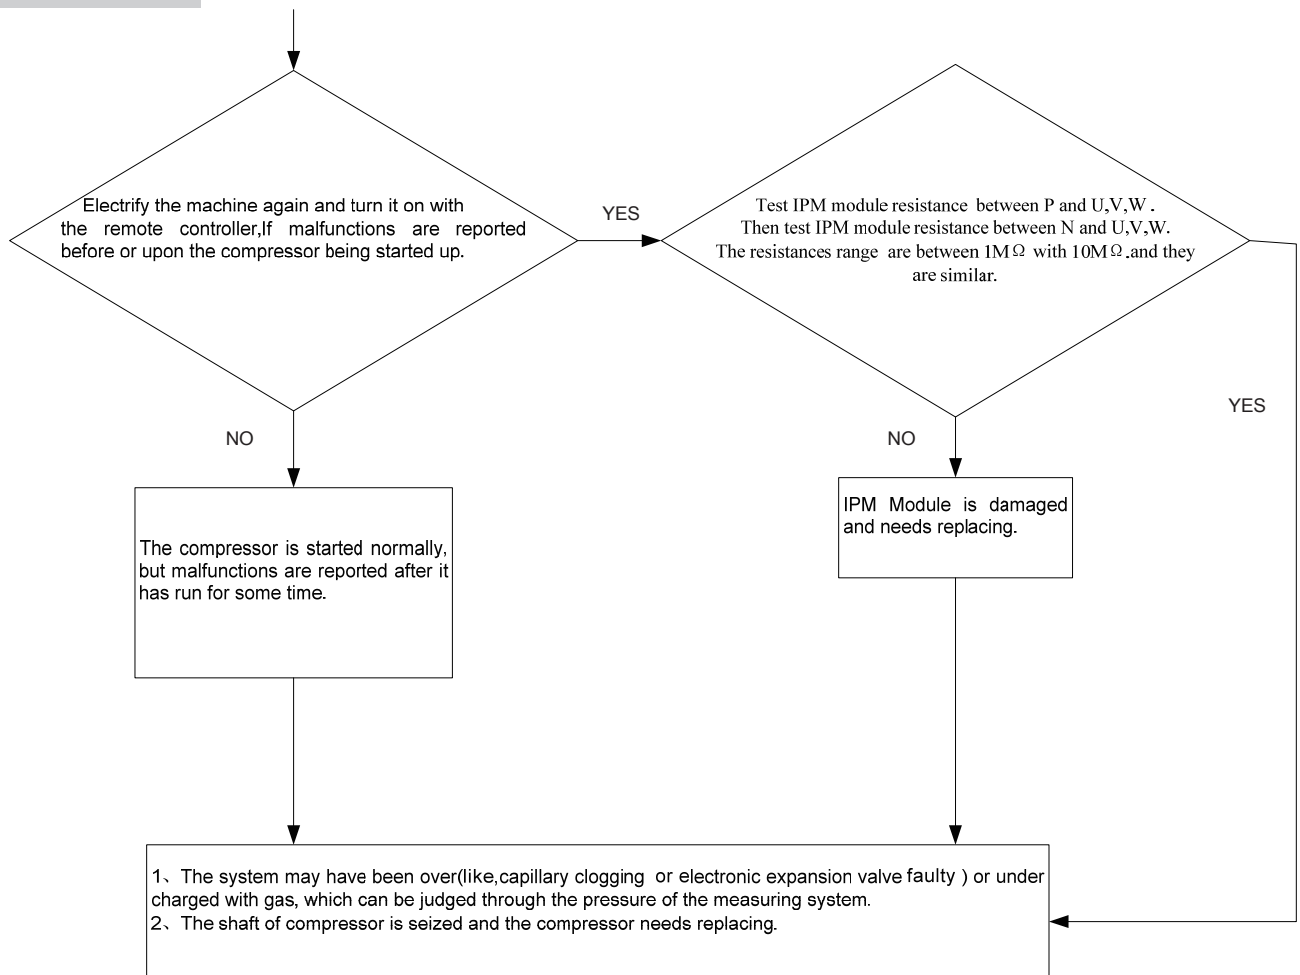 Electrify the machine again and turn it on with
the remote controller,If malfunctions are reported
before or upon the compressor being started up.
YES
Test IPM module resistance between P and U,V,W .
Then test IPM module resistance between N and U,V,W.
The resistances range are between 1MΩ with 10MΩ.and they
are similar.
YES
NO
NO
The compressor is started normally,
but malfunctions are reported after it
has run for some time.
IPM Module is damaged
and needs replacing.
1、The system may have been over(like,capillary clogging or electronic expansion valve faulty ) or under
charged with gas, which can be judged through the pressure of the measuring system.
2、The shaft of compressor is seized and the compressor needs replacing.